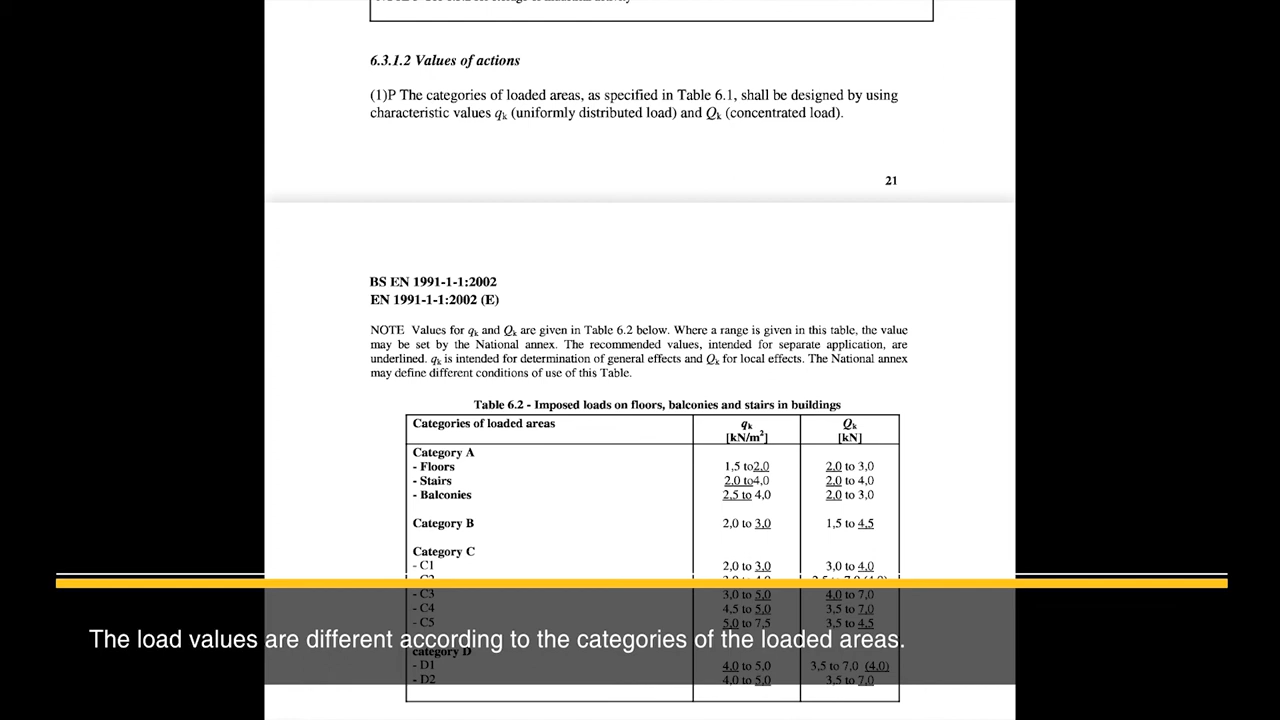 6.3.1.2 Values of actions
(1)P The categories of loaded areas, as specified in Table 6.1, shall be designed by using
characteristic values qk (uniformly distributed load) and Qk (concentrated load).
21
BS EN 1991-1-1:2002
EN 1991-1-1:2002 (E)
NOTE Values for qk and Qk are given in Table 6.2 below. Where a range is given in this table, the value
may be set by the National annex. The recommended values, intended for separate application, are
underlined. qk is intended for determination of general effects and Qk for local effects. The National annex
may define different conditions of use of this Table.
Table 6.2 - Imposed loads on floors, balconies and stairs in buildings
Categories of loaded areas qk Qk
[kN/m²] [kN]
Category A
- Floors 1,5 to2,0 2,0 to 3,0
- Stairs 2,0 to4,0 2,0 to 4,0
- Balconies 2,5 to 4,0 2,0 to 3,0
Category B 2,0 to 3,0 1,5 to 4,5
Category C
- C1 2,0 to 3,0 3,0 to 4,0
- C3 3,0 to 5,0 4,0 to 7,0
- C4 4,5 to 5,0 3,5 to 7,0
- C5 5,0 to 7,5 3,5 to 4,5
The load values are different according to the categories of the loaded areas.
category D
- D1 4,0 to 5,0 3,5 to 7,0 (4,0)
- D2 4,0 to 5,0 3,5 to 7,0